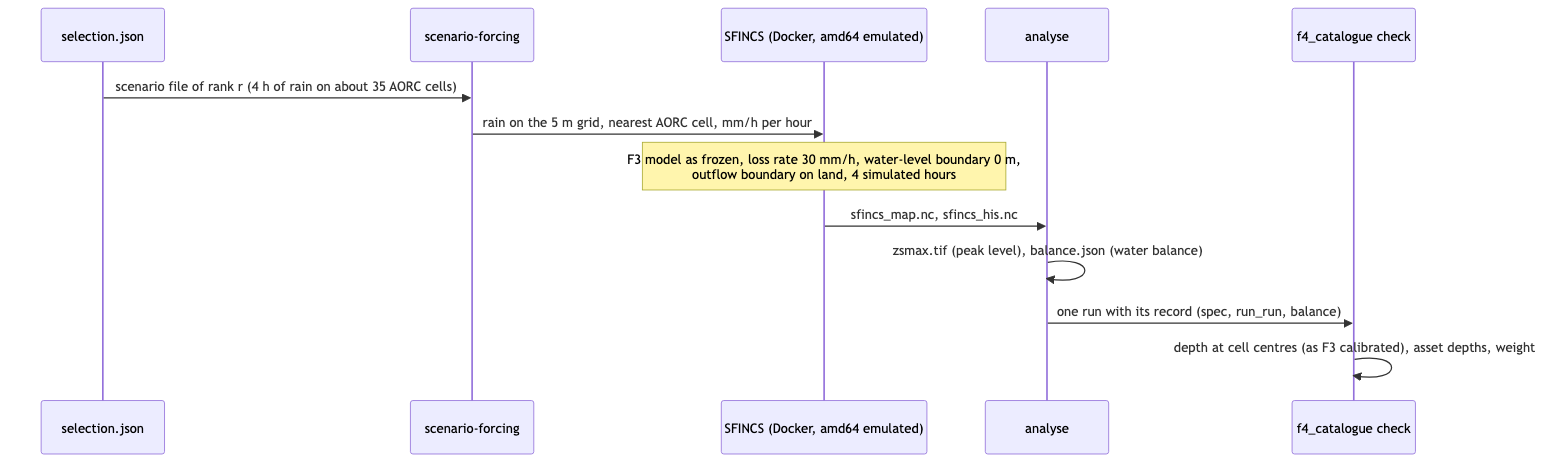 selection.json
scenario-forcing
SFINCS (Docker, amd64 emulated)
analyse
f4_catalogue check
scenario file of rank r (4 h of rain on about 35 AORC cells)
rain on the 5 m grid, nearest AORC cell, mm/h per hour
F3 model as frozen, loss rate 30 mm/h, water-level boundary 0 m,
outflow boundary on land, 4 simulated hours
sfincs_map.nc, sfincs_his.nc
zsmax.tif (peak level), balance.json (water balance)
one run with its record (spec, run_run, balance)
depth at cell centres (as F3 calibrated), asset depths, weight
selection.json
scenario-forcing
SFINCS (Docker, amd64 emulated)
analyse
f4_catalogue check